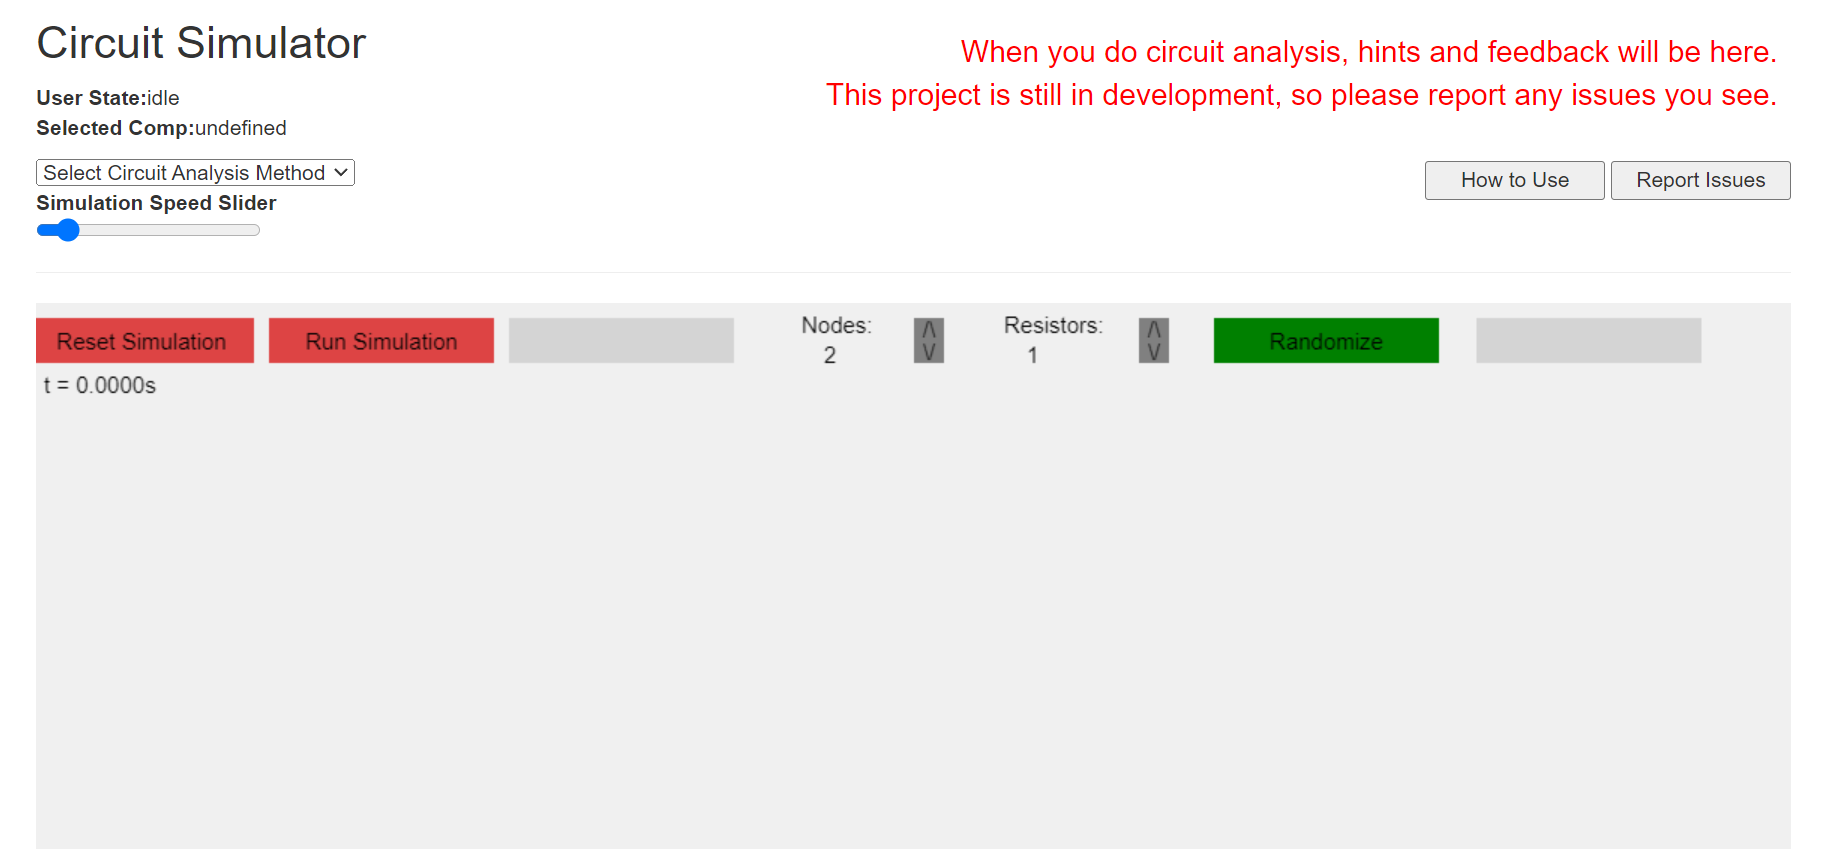 Circuit Simulator
When you do circuit analysis, hints and feedback will be here.
This project is still in development, so please report any issues you see.
User State:idle
Selected Comp:undefined
Select Circuit Analysis Method
How to Use
Report Issues
Simulation Speed Slider
Reset Simulation
Run Simulation
Nodes:
2
Λ
V
Resistors:
1
Λ
V
Randomize
t = 0.0000s